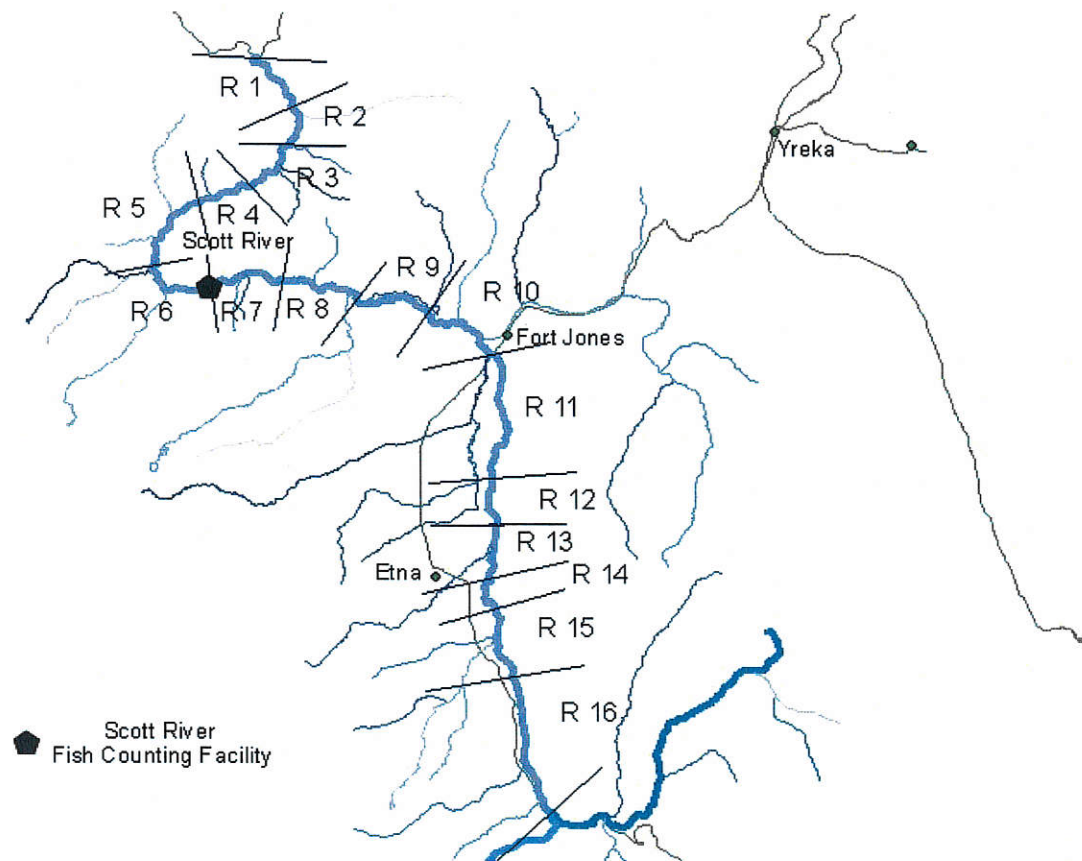 R 1
R 2
Yreka
R 3
R 5
R 4
Scott River
R 9
R 10
R 6
R 7
R 8
Fort Jones
R 11
R 12
R 13
Etna
R 14
R 15
R 16
Scott River
Fish Counting Facility